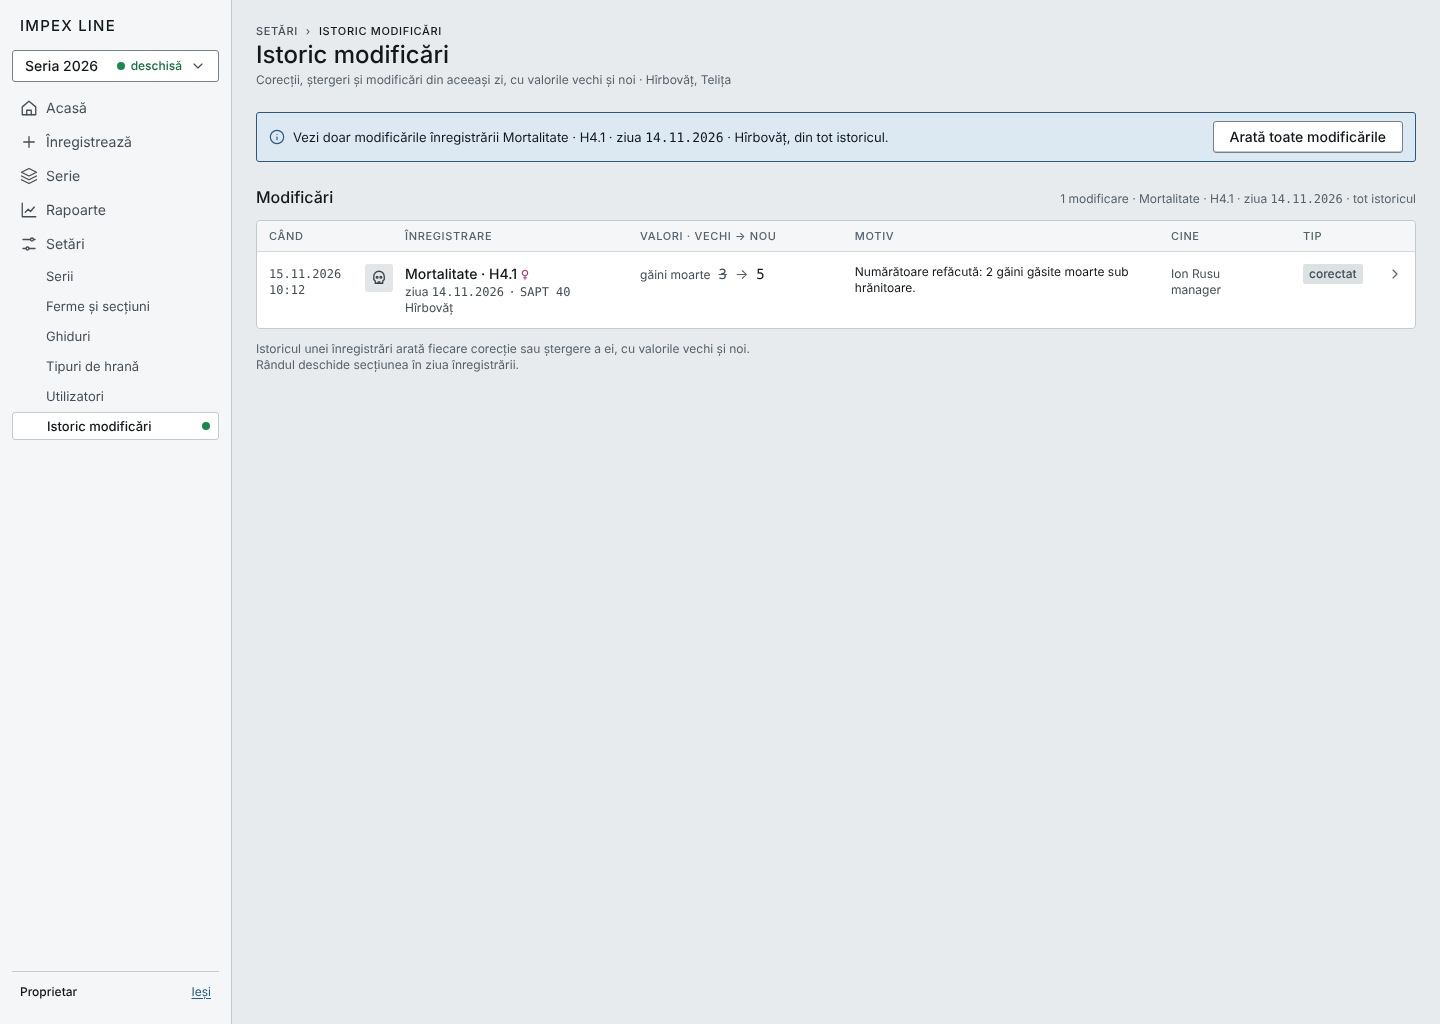 IMPEX LINE
Seria 2026 deschisă
Acasă
Înregistrează
Serie
Rapoarte
Setări
Serii
Ferme și secțiuni
Ghiduri
Tipuri de hrană
Utilizatori
Istoric modificări
Proprietar Ieși
SETĂRI › ISTORIC MODIFICĂRI
Istoric modificări
Corecții, ștergeri și modificări din aceeași zi, cu valorile vechi și noi · Hîrbovăț, Telița
Vezi doar modificările înregistrării Mortalitate · H4.1 · ziua 14.11.2026 · Hîrbovăț, din tot istoricul.
Arată toate modificările
Modificări
1 modificare · Mortalitate · H4.1 · ziua 14.11.2026 · tot istoricul
CÂND ÎNREGISTRARE VALORI · VECHI → NOU MOTIV CINE TIP
15.11.2026
10:12
Mortalitate · H4.1 ♀
ziua 14.11.2026 · SAPT 40
Hîrbovăț
găini moarte 3 → 5
Numărătoare refăcută: 2 găini găsite moarte sub
hrănitoare.
Ion Rusu
manager
corectat
Istoricul unei înregistrări arată fiecare corecție sau ștergere a ei, cu valorile vechi și noi.
Rândul deschide secțiunea în ziua înregistrării.